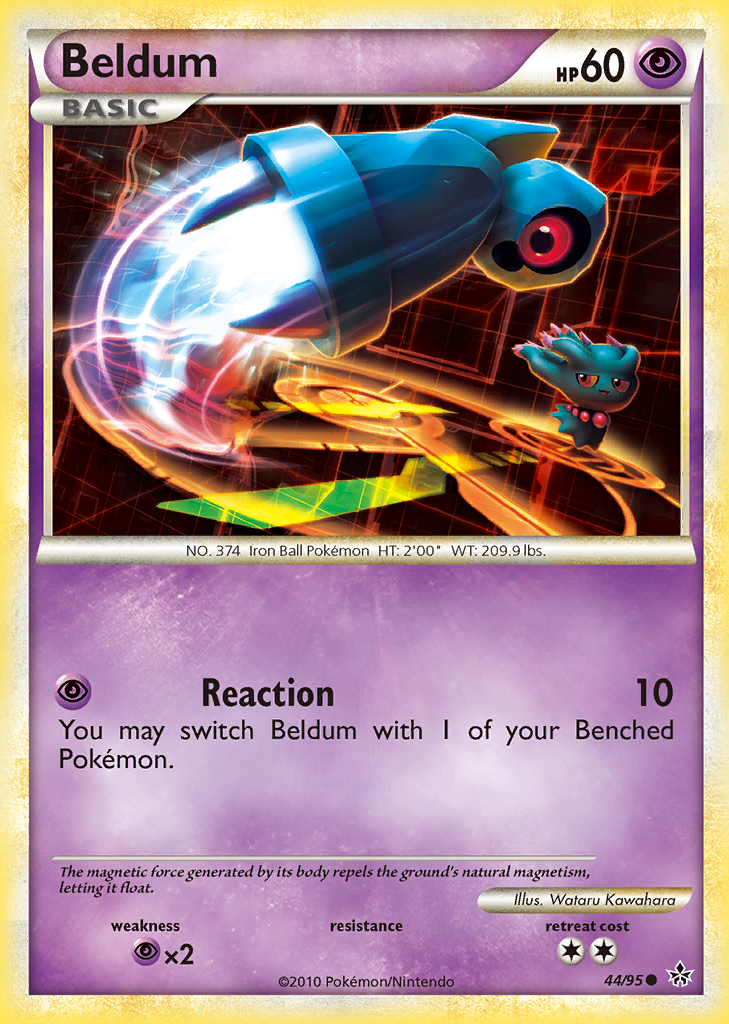 Beldum
HP60
BASIC
NO. 374 Iron Ball Pokémon HT: 2'00" WT: 209.9 lbs.
Reaction 10
You may switch Beldum with 1 of your Benched
Pokémon.
The magnetic force generated by its body repels the ground's natural magnetism,
letting it float.
Illus. Wataru Kawahara
weakness resistance retreat cost
×2
©2010 Pokémon/Nintendo
44/95